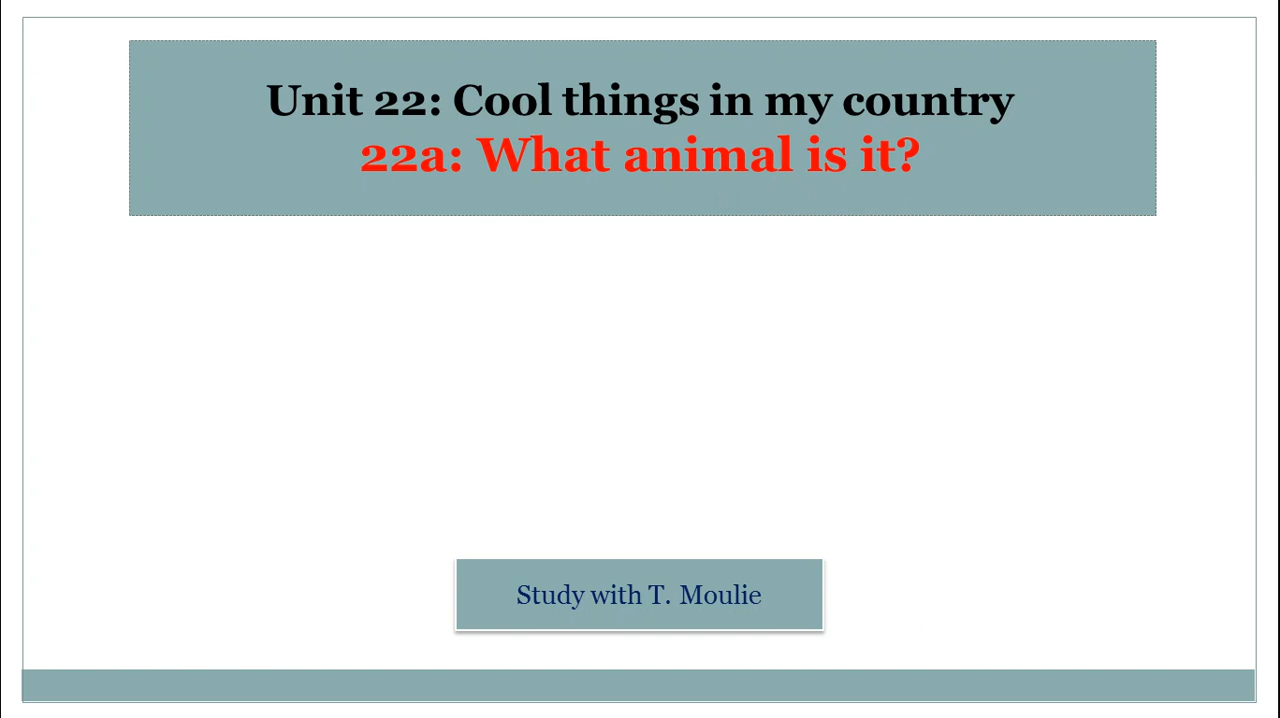 Unit 22: Cool things in my country
22a: What animal is it?
Study with T. Moulie